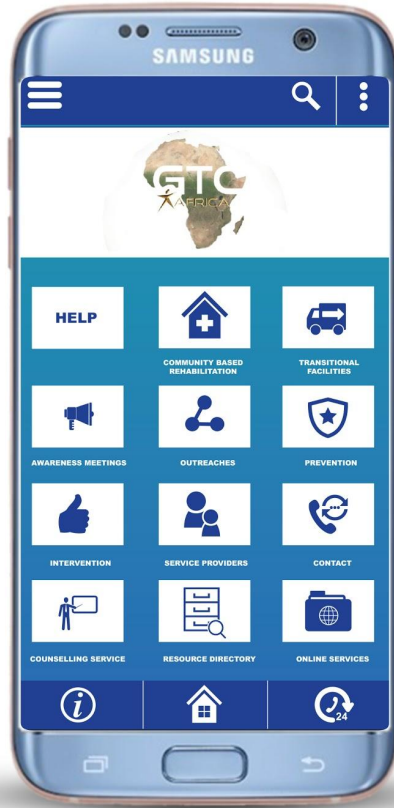 SAMSUNG
GTC
AFRICA
HELP
COMMUNITY BASED
REHABILITATION
TRANSITIONAL
FACILITIES
AWARENESS MEETINGS
OUTREACHES
PREVENTION
INTERVENTION
SERVICE PROVIDERS
CONTACT
COUNSELLING SERVICE
RESOURCE DIRECTORY
ONLINE SERVICES
i
24